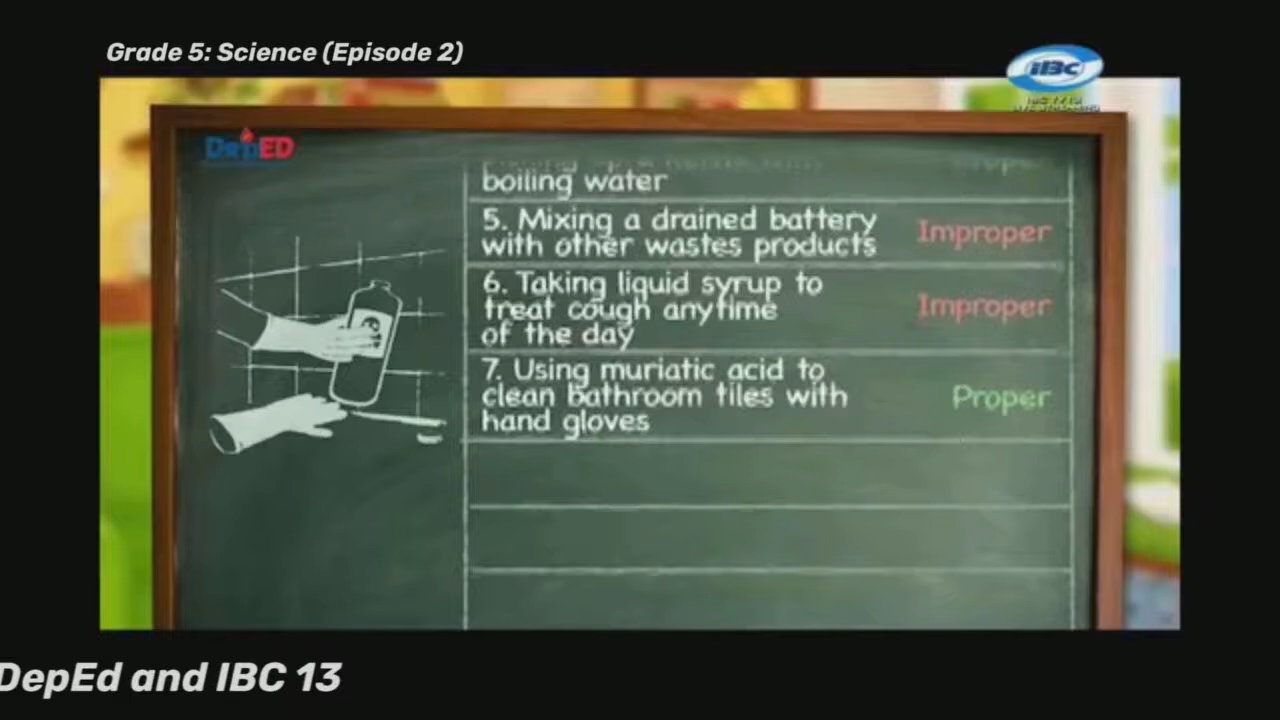 Grade 5: Science (Episode 2)
iBC
DepED
boiling water
5. Mixing a drained battery
with other wastes products
Improper
6. Taking liquid syrup to
treat cough anytime
of the day
Improper
7. Using muriatic acid to
clean bathroom tiles with
hand gloves
Proper
DepEd and IBC 13